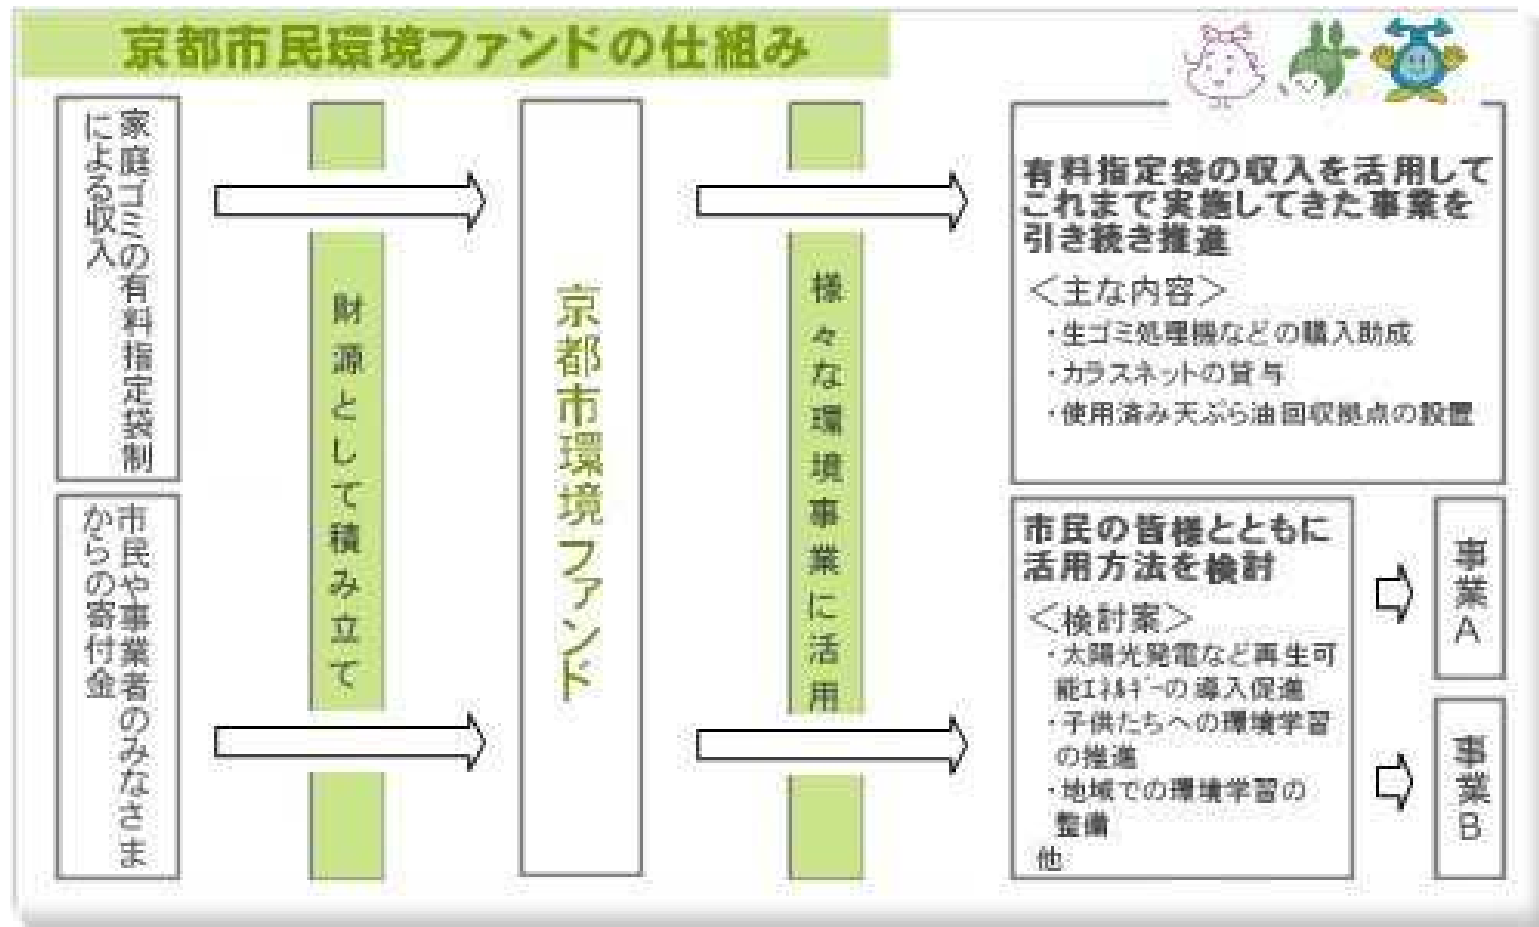 京都市民環境ファンドの仕組み
家庭ゴミの有料指定袋制
による収入
市民や事業者のみなさま
からの寄付金
財源として積み立て
京都市環境ファンド
様々な環境事業に活用
有料指定袋の収入を活用して
これまで実施してきた事業を
引き続き推進
＜主な内容＞
・生ゴミ処理機などの購入助成
・カラスネットの貸与
・使用済み天ぷら油回収拠点の設置
市民の皆様とともに
活用方法を検討
＜検討案＞
・太陽光発電など再生可
能ｴﾈﾙｷﾞｰの導入促進
・子供たちへの環境学習
の推進
・地域での環境学習の
整備
他
事業A
事業B